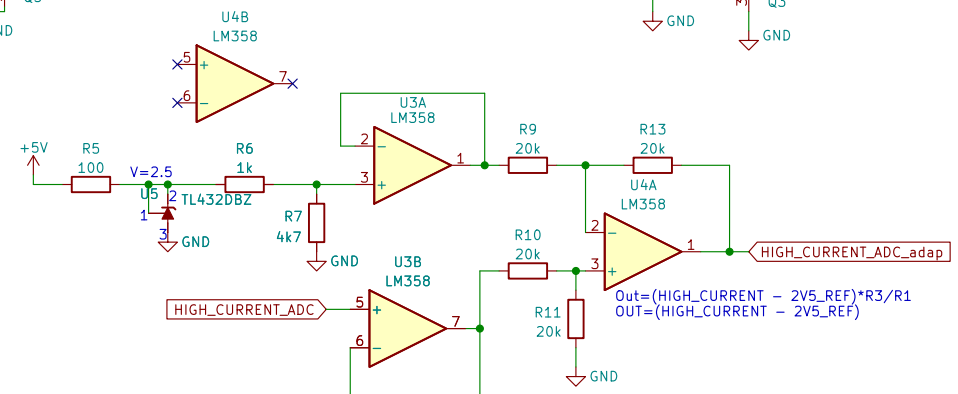 Q3
GND
GND
U4B
LM358
5
+
7
6
−
U3A
LM358
2
−
1
3
+
+5V
R5
100
V=2.5
U5
2
1
3
TL432DBZ
GND
R6
1k
R7
4k7
GND
R9
20k
R13
20k
U4A
LM358
2
−
1
3
+
HIGH_CURRENT_ADC_adap
R10
20k
R11
20k
GND
Out=(HIGH_CURRENT - 2V5_REF)*R3/R1
OUT=(HIGH_CURRENT - 2V5_REF)
HIGH_CURRENT_ADC
U3B
LM358
5
+
7
6
−